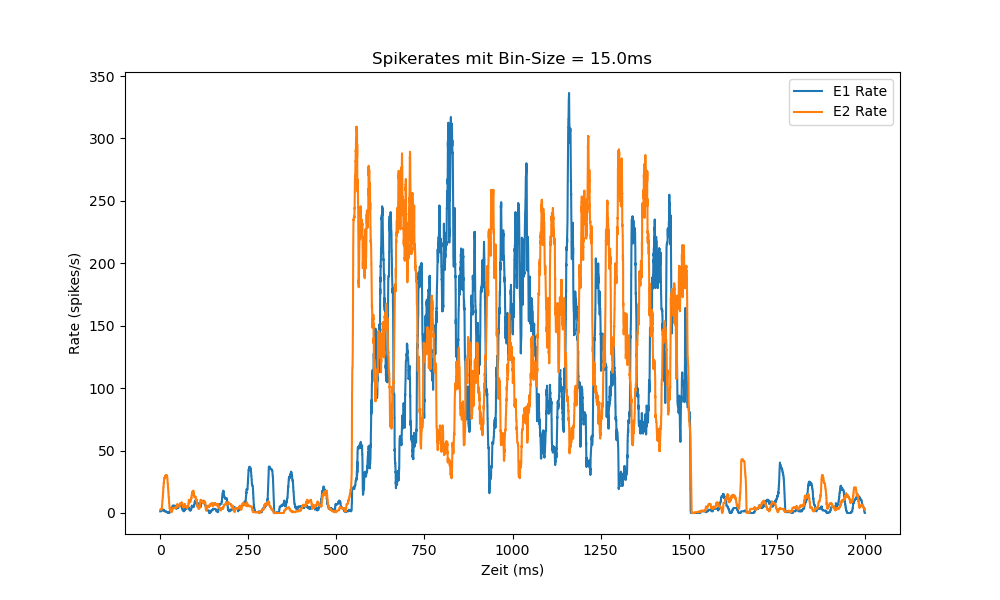 Spikerates mit Bin-Size = 15.0ms
E1 Rate
E2 Rate
Rate (spikes/s)
350
300
250
200
150
100
50
0
0 250 500 750 1000 1250 1500 1750 2000
Zeit (ms)